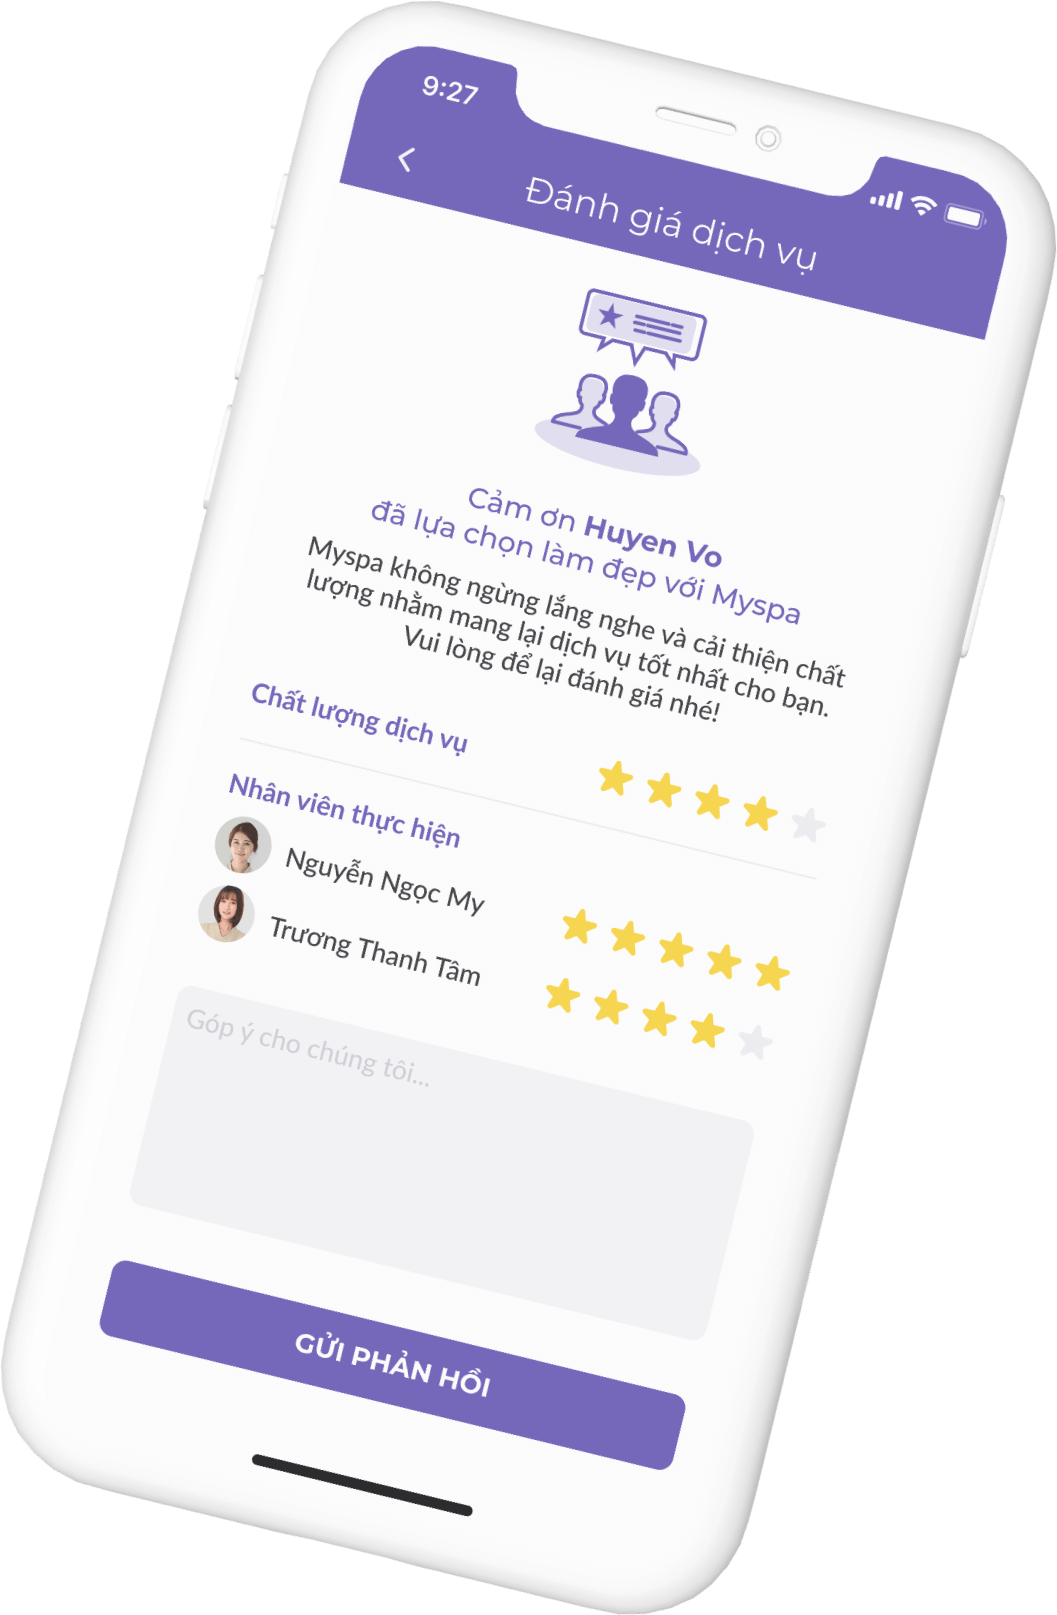 9:27
Đánh giá dịch vụ
Cảm ơn Huyen Vo
đã lựa chọn làm đẹp với Myspa
Myspa không ngừng lắng nghe và cải thiện chất
lượng nhằm mang lại dịch vụ tốt nhất cho bạn.
Vui lòng để lại đánh giá nhé!
Chất lượng dịch vụ
Nhân viên thực hiện
Nguyễn Ngọc My
Trương Thanh Tâm
Góp ý cho chúng tôi...
GỬI PHẢN HỒI